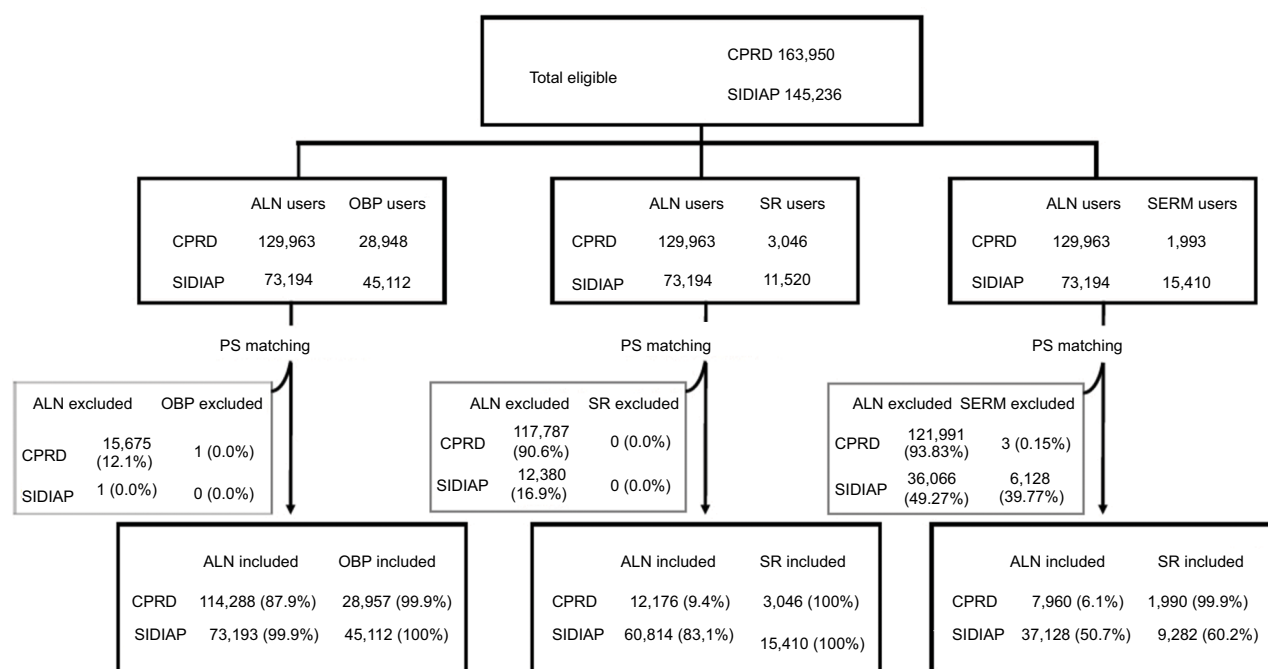 Total eligible
CPRD 163,950
SIDIAP 145,236
ALN users OBP users
CPRD 129,963 28,948
SIDIAP 73,194 45,112
ALN users SR users
CPRD 129,963 3,046
SIDIAP 73,194 11,520
ALN users SERM users
CPRD 129,963 1,993
SIDIAP 73,194 15,410
PS matching
PS matching
PS matching
ALN excluded OBP excluded
CPRD 15,675 (12.1%) 1 (0.0%)
SIDIAP 1 (0.0%) 0 (0.0%)
ALN excluded SR excluded
CPRD 117,787 (90.6%) 0 (0.0%)
SIDIAP 12,380 (16.9%) 0 (0.0%)
ALN excluded SERM excluded
CPRD 121,991 (93.83%) 3 (0.15%)
SIDIAP 36,066 (49.27%) 6,128 (39.77%)
ALN included OBP included
CPRD 114,288 (87.9%) 28,957 (99.9%)
SIDIAP 73,193 (99.9%) 45,112 (100%)
ALN included SR included
CPRD 12,176 (9.4%) 3,046 (100%)
SIDIAP 60,814 (83,1%) 15,410 (100%)
ALN included SR included
CPRD 7,960 (6.1%) 1,990 (99.9%)
SIDIAP 37,128 (50.7%) 9,282 (60.2%)